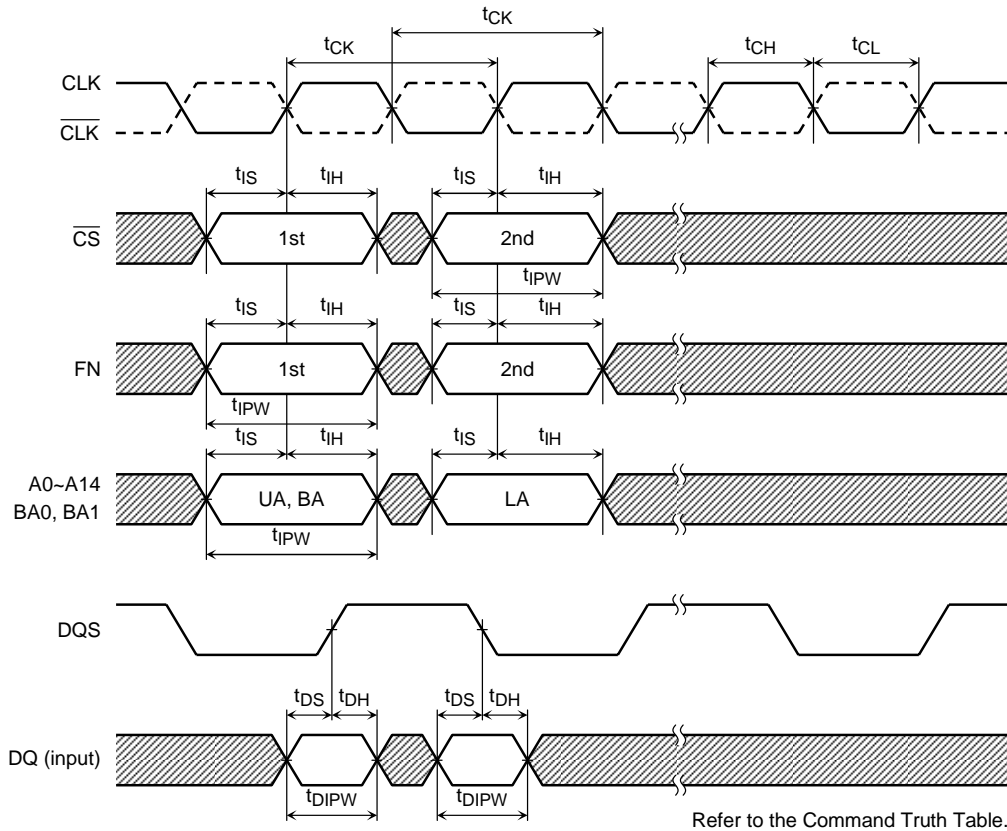 tCK
tCK tCH tCL
CLK
CLK
tIS tIH tIS tIH
CS 1st 2nd
tIPW
tIS tIH tIS tIH
FN 1st 2nd
tIPW
tIS tIH tIS tIH
A0~A14
BA0, BA1
UA, BA LA
tIPW
DQS
tDS tDH tDS tDH
DQ (input)
tDIPW tDIPW
Refer to the Command Truth Table.